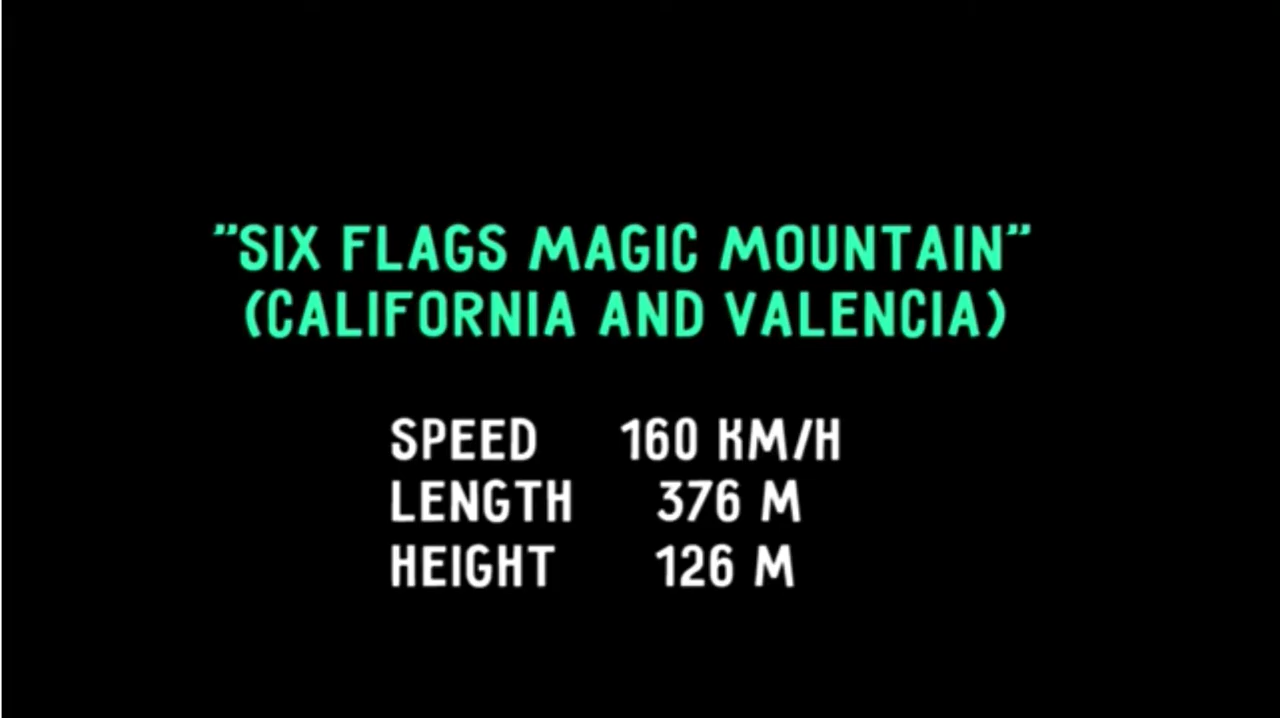 "SIX FLAGS MAGIC MOUNTAIN"
(CALIFORNIA AND VALENCIA)
SPEED 160 KM/H
LENGTH 376 M
HEIGHT 126 M